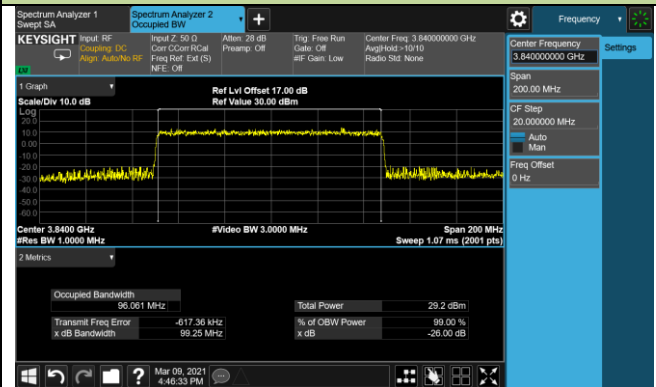 Spectrum Analyzer 1
Swept SA
Spectrum Analyzer 2
Occupied BW
Frequency
KEYSIGHT
Input: RF
Coupling: DC
Align: Auto/No RF
Input Z: 50 Ω
Corr CCorr RCal
Freq Ref: Ext (S)
NFE: Off
Atten: 28 dB
Preamp: Off
Trig: Free Run
Gate: Off
#IF Gain: Low
Center Freq: 3.840000000 GHz
Avg|Hold:>10/10
Radio Std: None
Center Frequency
3.840000000 GHz
Settings
Span
200.00 MHz
CF Step
20.000000 MHz
Auto
Man
Freq Offset
0 Hz
1 Graph
Scale/Div 10.0 dB
Ref Lvl Offset 17.00 dB
Ref Value 30.00 dBm
Log
20.0
10.0
0.00
-10.0
-20.0
-30.0
-40.0
-50.0
-60.0
Center 3.8400 GHz
#Res BW 1.0000 MHz
#Video BW 3.0000 MHz
Span 200 MHz
Sweep 1.07 ms (2001 pts)
2 Metrics
Occupied Bandwidth
96.061 MHz
Total Power 29.2 dBm
Transmit Freq Error -617.36 kHz
% of OBW Power 99.00 %
x dB Bandwidth 99.25 MHz
x dB -26.00 dB
?
Mar 09, 2021
4:46:33 PM